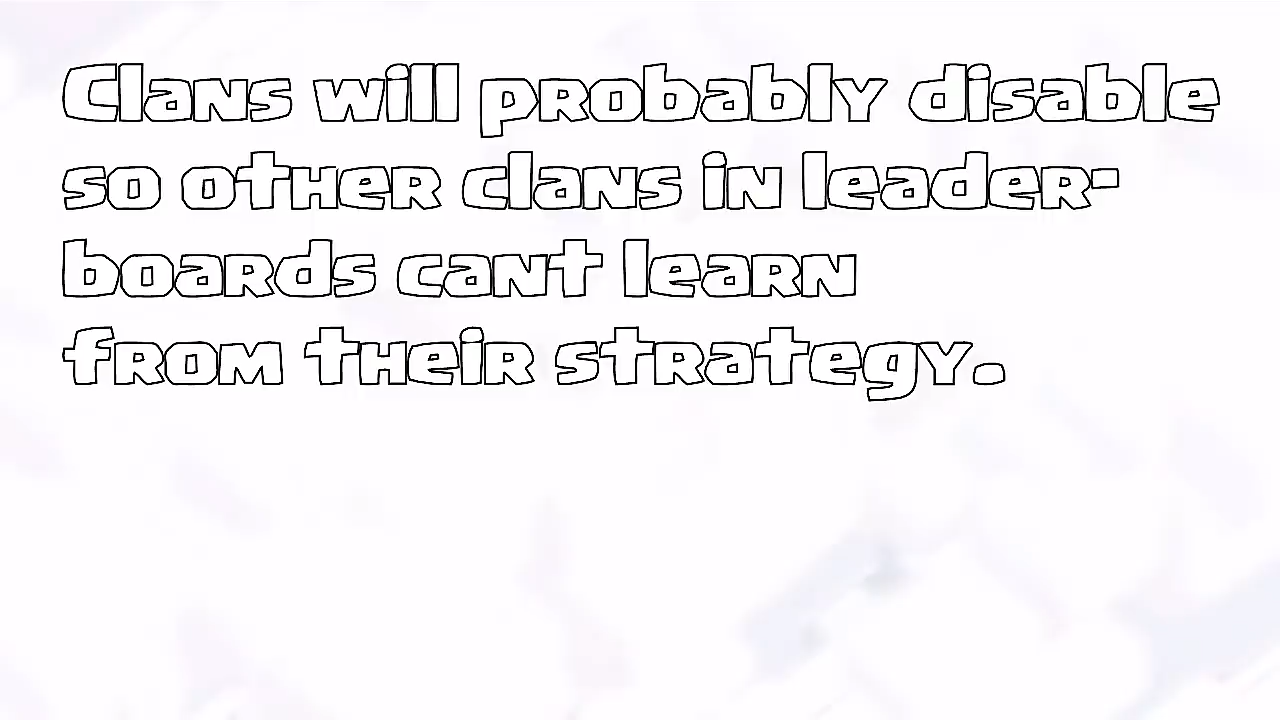 Clans will probably disable
so other clans in leader-
boards cant learn
from their strategy.